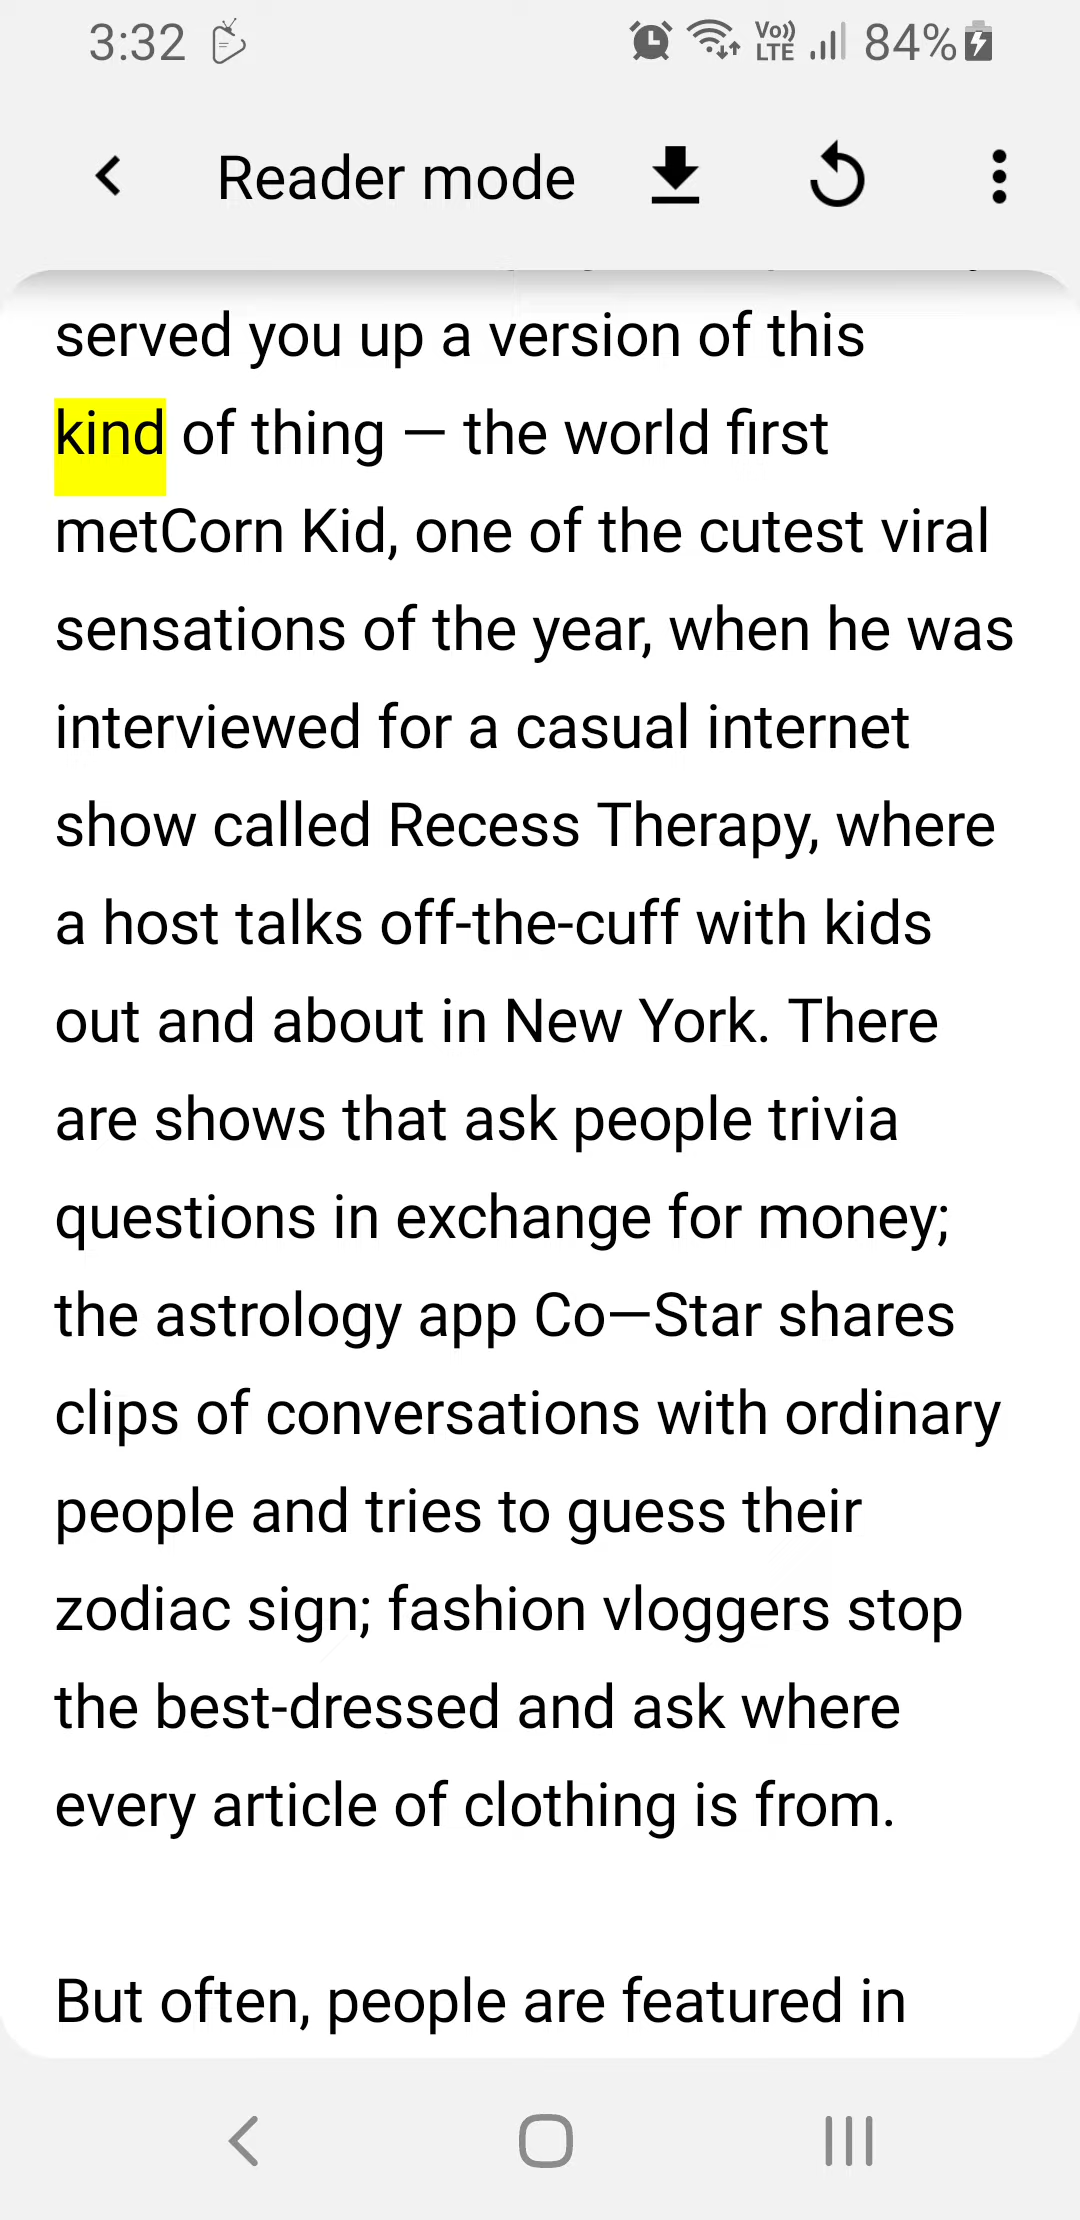 3:32 Vo)) LTE 84%
Reader mode
served you up a version of this
kind of thing — the world first
metCorn Kid, one of the cutest viral
sensations of the year, when he was
interviewed for a casual internet
show called Recess Therapy, where
a host talks off-the-cuff with kids
out and about in New York. There
are shows that ask people trivia
questions in exchange for money;
the astrology app Co—Star shares
clips of conversations with ordinary
people and tries to guess their
zodiac sign; fashion vloggers stop
the best-dressed and ask where
every article of clothing is from.
But often, people are featured in